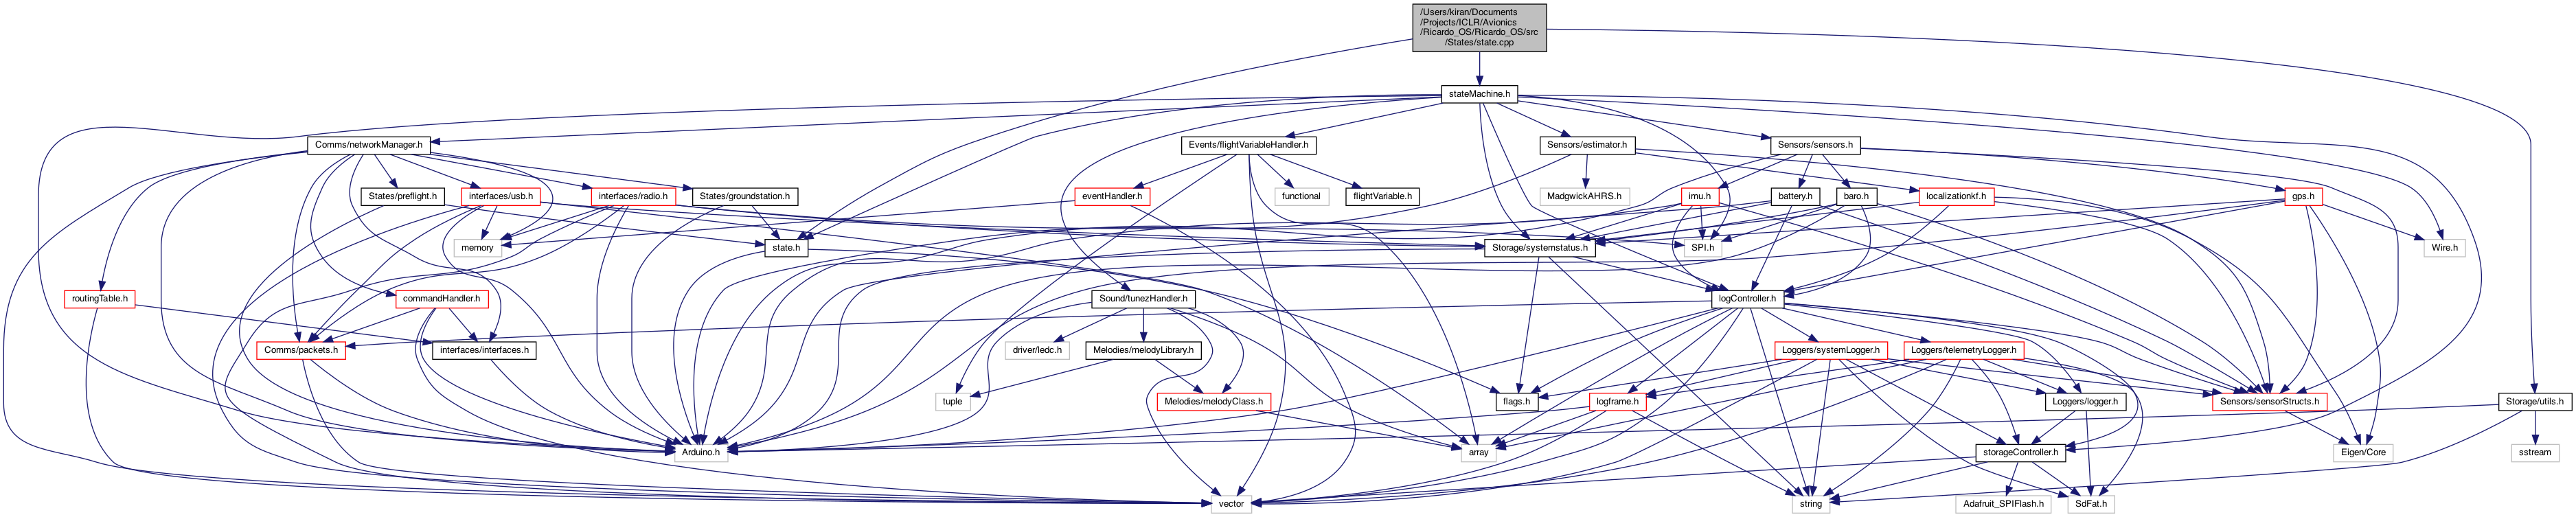 /Users/kiran/Documents
/Projects/ICLR/Avionics
/Ricardo_OS/Ricardo_OS/src
/States/state.cpp
stateMachine.h
Comms/networkManager.h
Events/flightVariableHandler.h
Sensors/estimator.h
Sensors/sensors.h
States/preflight.h
interfaces/usb.h
interfaces/radio.h
States/groundstation.h
eventHandler.h
functional
flightVariable.h
MadgwickAHRS.h
imu.h
battery.h
baro.h
localizationkf.h
gps.h
memory
state.h
Storage/systemstatus.h
SPI.h
Wire.h
routingTable.h
commandHandler.h
Sound/tunezHandler.h
logController.h
Comms/packets.h
interfaces/interfaces.h
driver/ledc.h
Melodies/melodyLibrary.h
Loggers/systemLogger.h
Loggers/telemetryLogger.h
tuple
Melodies/melodyClass.h
flags.h
logframe.h
Loggers/logger.h
Sensors/sensorStructs.h
Storage/utils.h
Arduino.h
array
storageController.h
Eigen/Core
sstream
vector
string
Adafruit_SPIFlash.h
SdFat.h